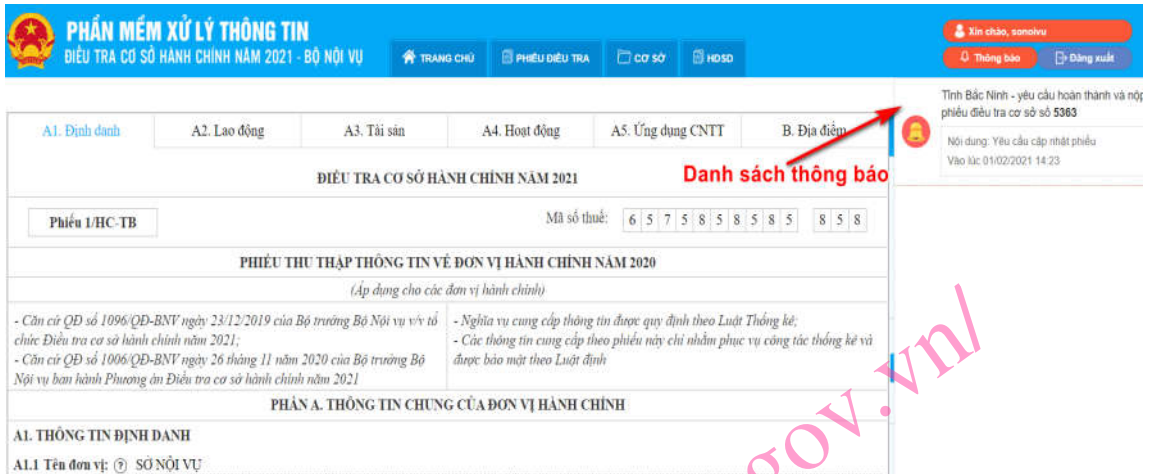 PHẦN MỀM XỬ LÝ THÔNG TIN
ĐIỀU TRA CƠ SỞ HÀNH CHÍNH NĂM 2021 - BỘ NỘI VỤ
TRANG CHỦ PHIẾU ĐIỀU TRA CƠ SỞ HDSD
Xin chào, sonoivu
Thông báo Đăng xuất
Tỉnh Bắc Ninh - yêu cầu hoàn thành và nộp
phiếu điều tra cơ sở số 5363
Nội dung: Yêu cầu cập nhật phiếu
Vào lúc 01/02/2021 14:23
A1. Định danh A2. Lao động A3. Tài sản A4. Hoạt động A5. Ứng dụng CNTT B. Địa điểm
Danh sách thông báo
ĐIỀU TRA CƠ SỞ HÀNH CHÍNH NĂM 2021
Phiếu 1/HC-TB
Mã số thuế: 6 5 7 5 8 5 8 5 8 5 8 5 8
PHIẾU THU THẬP THÔNG TIN VỀ ĐƠN VỊ HÀNH CHÍNH NĂM 2020
(Áp dụng cho các đơn vị hành chính)
- Căn cứ QĐ số 1096/QĐ-BNV ngày 23/12/2019 của Bộ trưởng Bộ Nội vụ v/v tổ
chức Điều tra cơ sở hành chính năm 2021;
- Căn cứ QĐ số 1006/QĐ-BNV ngày 26 tháng 11 năm 2020 của Bộ trưởng Bộ
Nội vụ ban hành Phương án Điều tra cơ sở hành chính năm 2021
- Nghĩa vụ cung cấp thông tin được quy định theo Luật Thống kê;
- Các thông tin cung cấp theo phiếu này chỉ nhằm phục vụ công tác thống kê và
được bảo mật theo Luật định
PHẦN A. THÔNG TIN CHUNG CỦA ĐƠN VỊ HÀNH CHÍNH
A1. THÔNG TIN ĐỊNH DANH
A1.1 Tên đơn vị: ? SỞ NỘI VỤ
gov.vn/